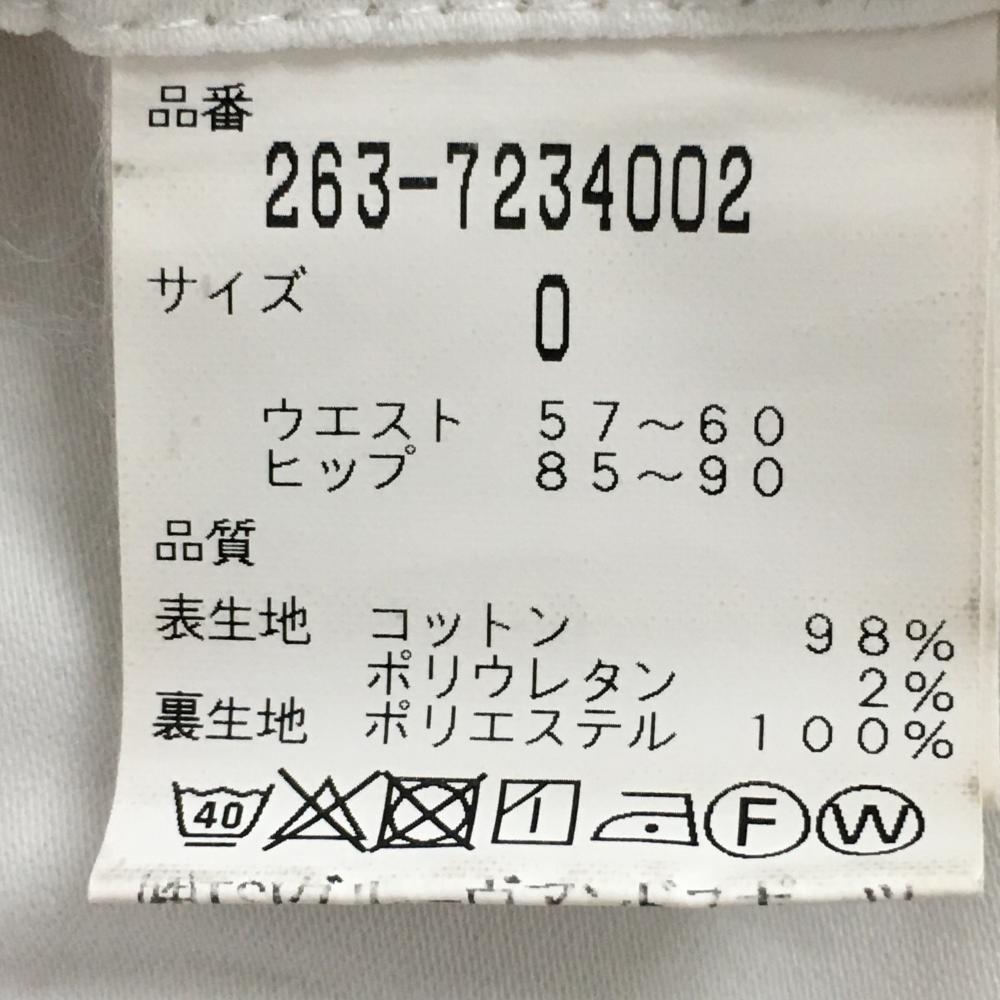 品番
263-7234002
サイズ 0
ウエスト 57～60
ヒップ 85～90
品質
表生地 コットン 98%
ポリウレタン 2%
裏生地 ポリエステル 100%
40 F W